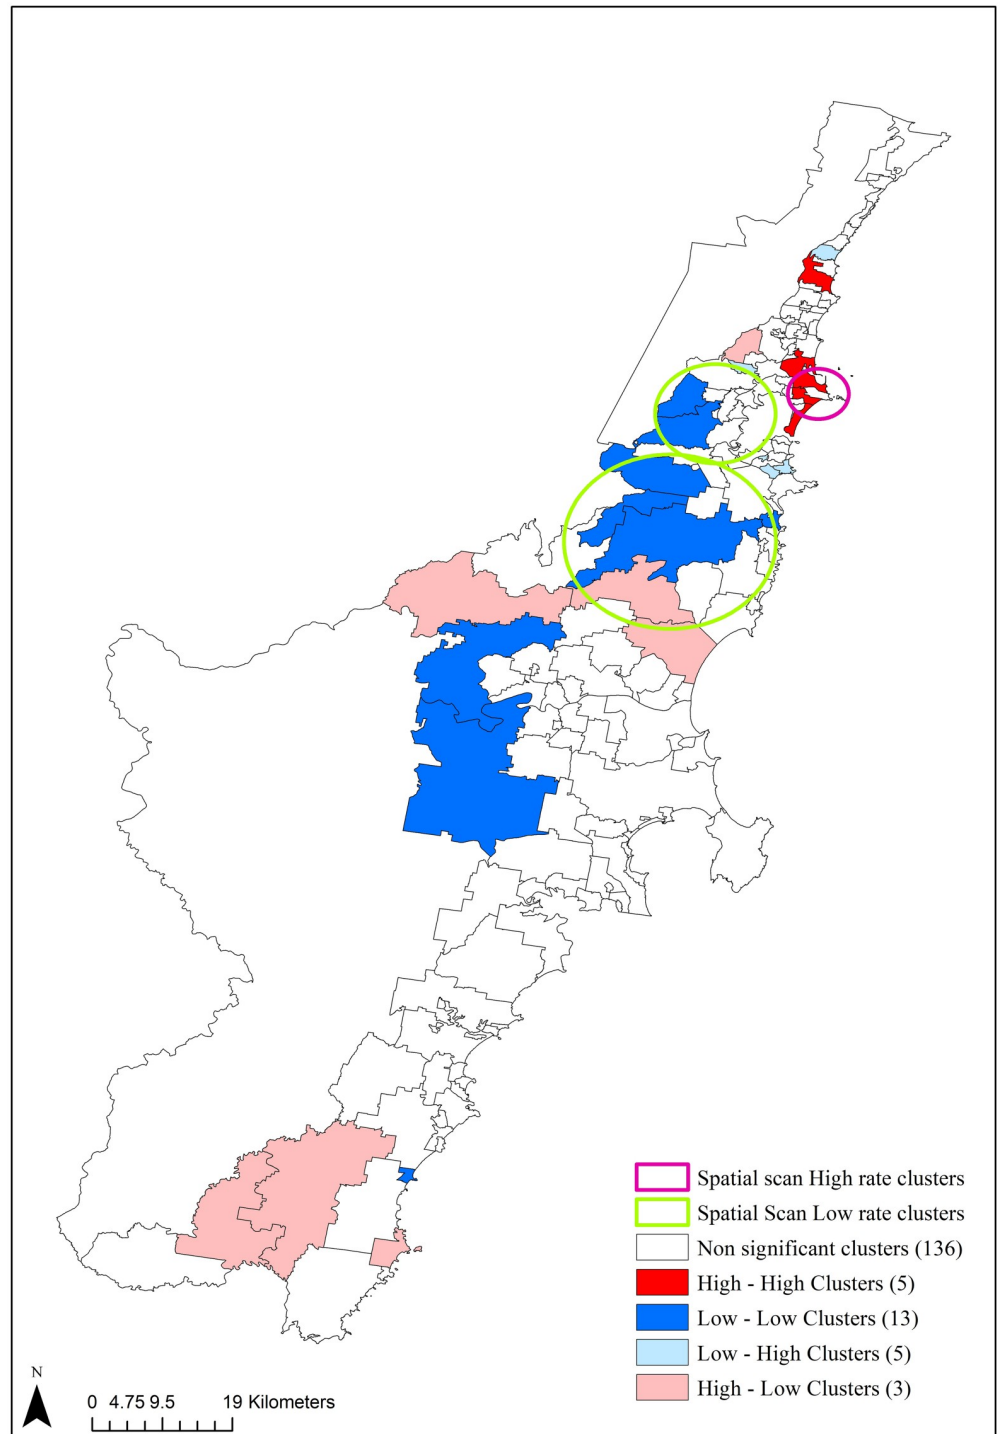 Spatial scan High rate clusters
Spatial Scan Low rate clusters
Non significant clusters (136)
High - High Clusters (5)
Low - Low Clusters (13)
Low - High Clusters (5)
High - Low Clusters (3)
N
0 4.75 9.5 19 Kilometers